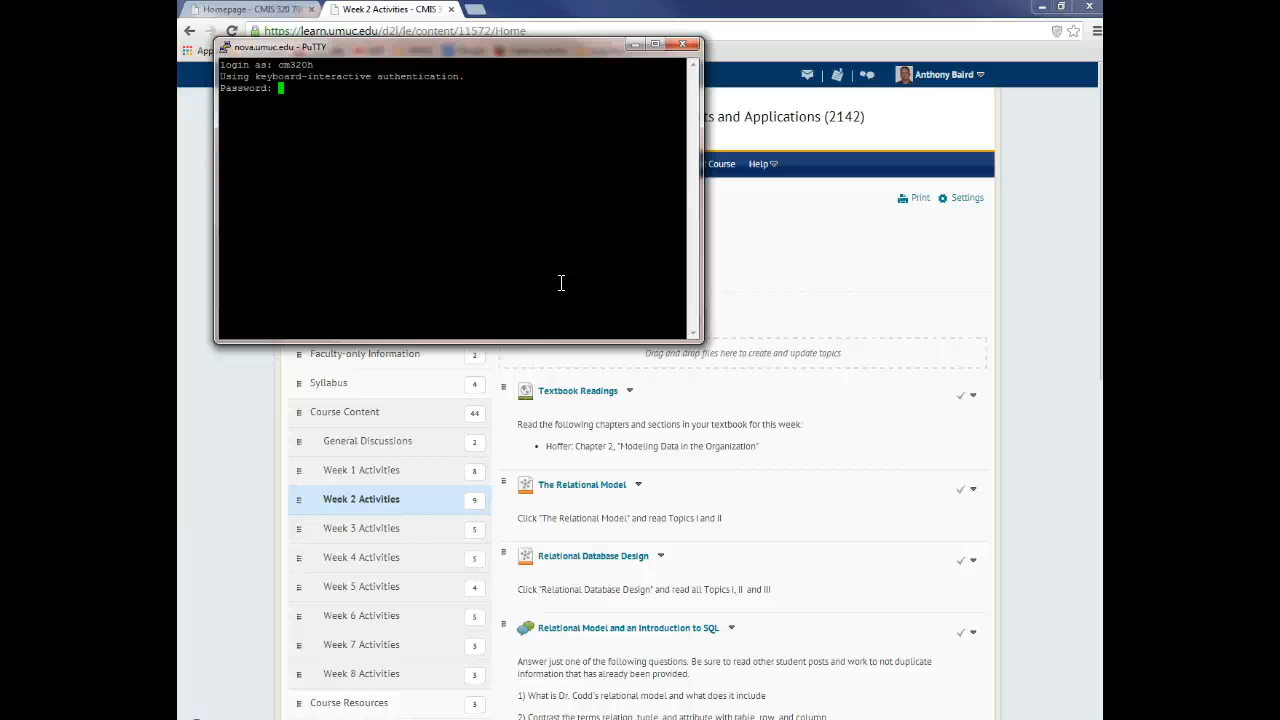 Homepage - CMIS 320 79
Week 2 Activities - CMIS 3
https://learn.umuc.edu/d2l/le/content/11572/Home
App
nova.umuc.edu - PuTTY
login as: cm320h
Using keyboard-interactive authentication.
Password:
Anthony Baird
ts and Applications (2142)
Course
Help
Print
Settings
Faculty-only Information 2
Syllabus 4
Course Content 44
General Discussions 2
Week 1 Activities 8
Week 2 Activities 9
Week 3 Activities 5
Week 4 Activities 5
Week 5 Activities 4
Week 6 Activities 5
Week 7 Activities 3
Week 8 Activities 3
Course Resources 3
Drag and drop files here to create and update topics
Textbook Readings
Read the following chapters and sections in your textbook for this week:
• Hoffer: Chapter 2, "Modeling Data in the Organization"
The Relational Model
Click "The Relational Model" and read Topics I and II
Relational Database Design
Click "Relational Database Design" and read all Topics I, II and III
Relational Model and an Introduction to SQL
Answer just one of the following questions. Be sure to read other student posts and work to not duplicate
information that has already been provided.
1) What is Dr. Codd's relational model and what does it include
2) Contrast the terms relation, tuple, and attribute with table, row, and column